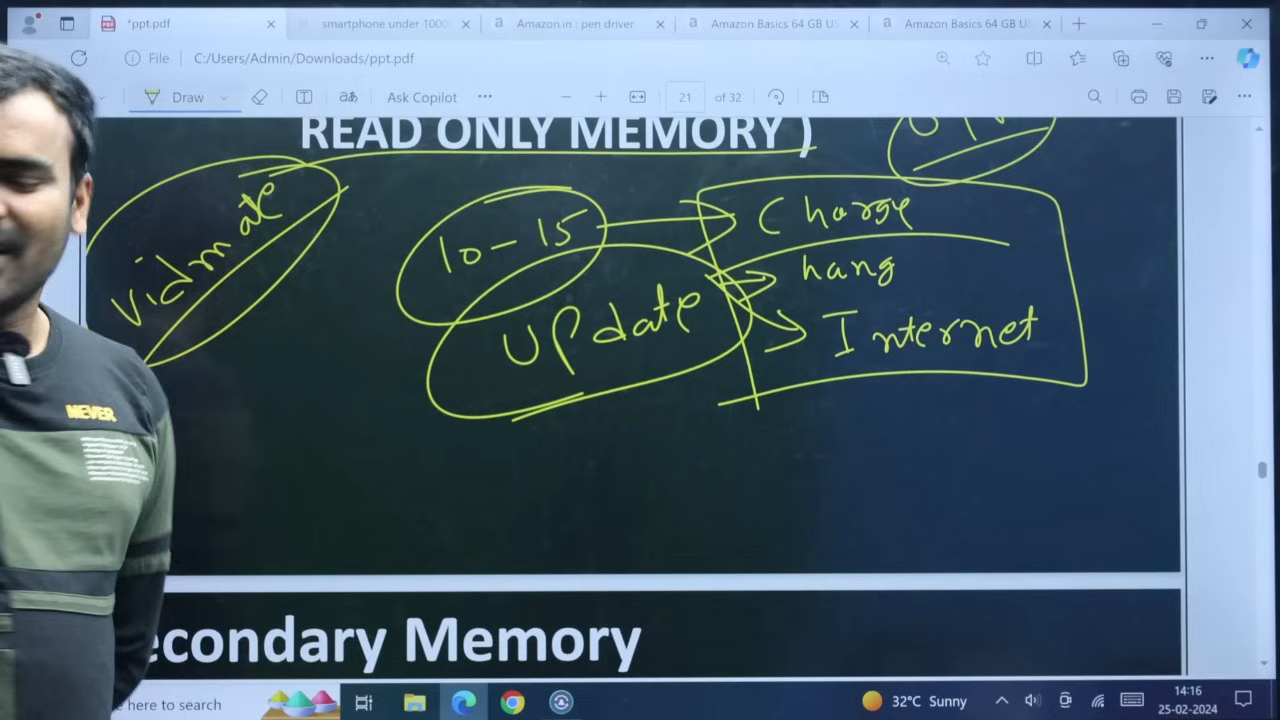 *ppt.pdf
smartphone under 1000
Amazon.in : pen driver
Amazon Basics 64 GB U
Amazon Basics 64 GB U
File
C:/Users/Admin/Downloads/ppt.pdf
Draw
Ask Copilot
21 of 32
READ ONLY MEMORY )
vidmate
10-15
Charge
hang
Update
Internet
MEVER
econdary Memory
here to search
32°C Sunny
14:16
25-02-2024